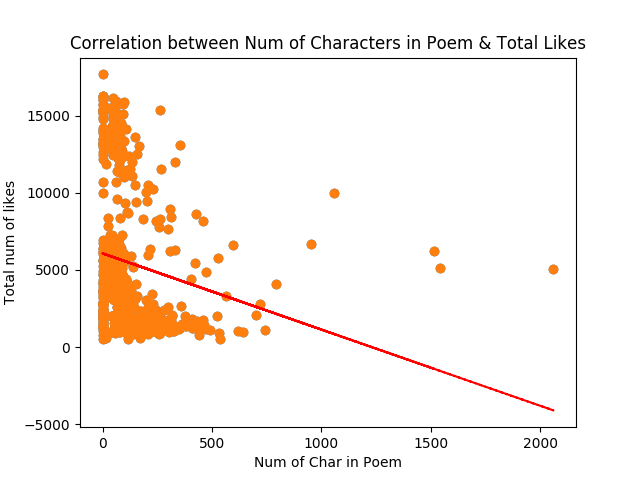 Correlation between Num of Characters in Poem & Total Likes
Total num of likes
15000
10000
5000
0
−5000
0 500 1000 1500 2000
Num of Char in Poem